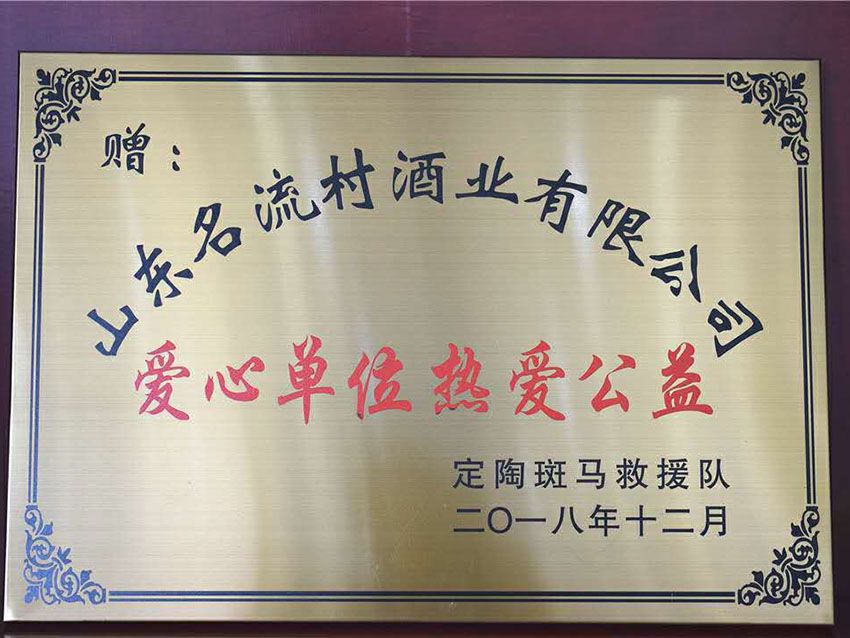 赠：
山东名流村酒业有限公司
爱心单位热爱公益
定陶斑马救援队
二〇一八年十二月